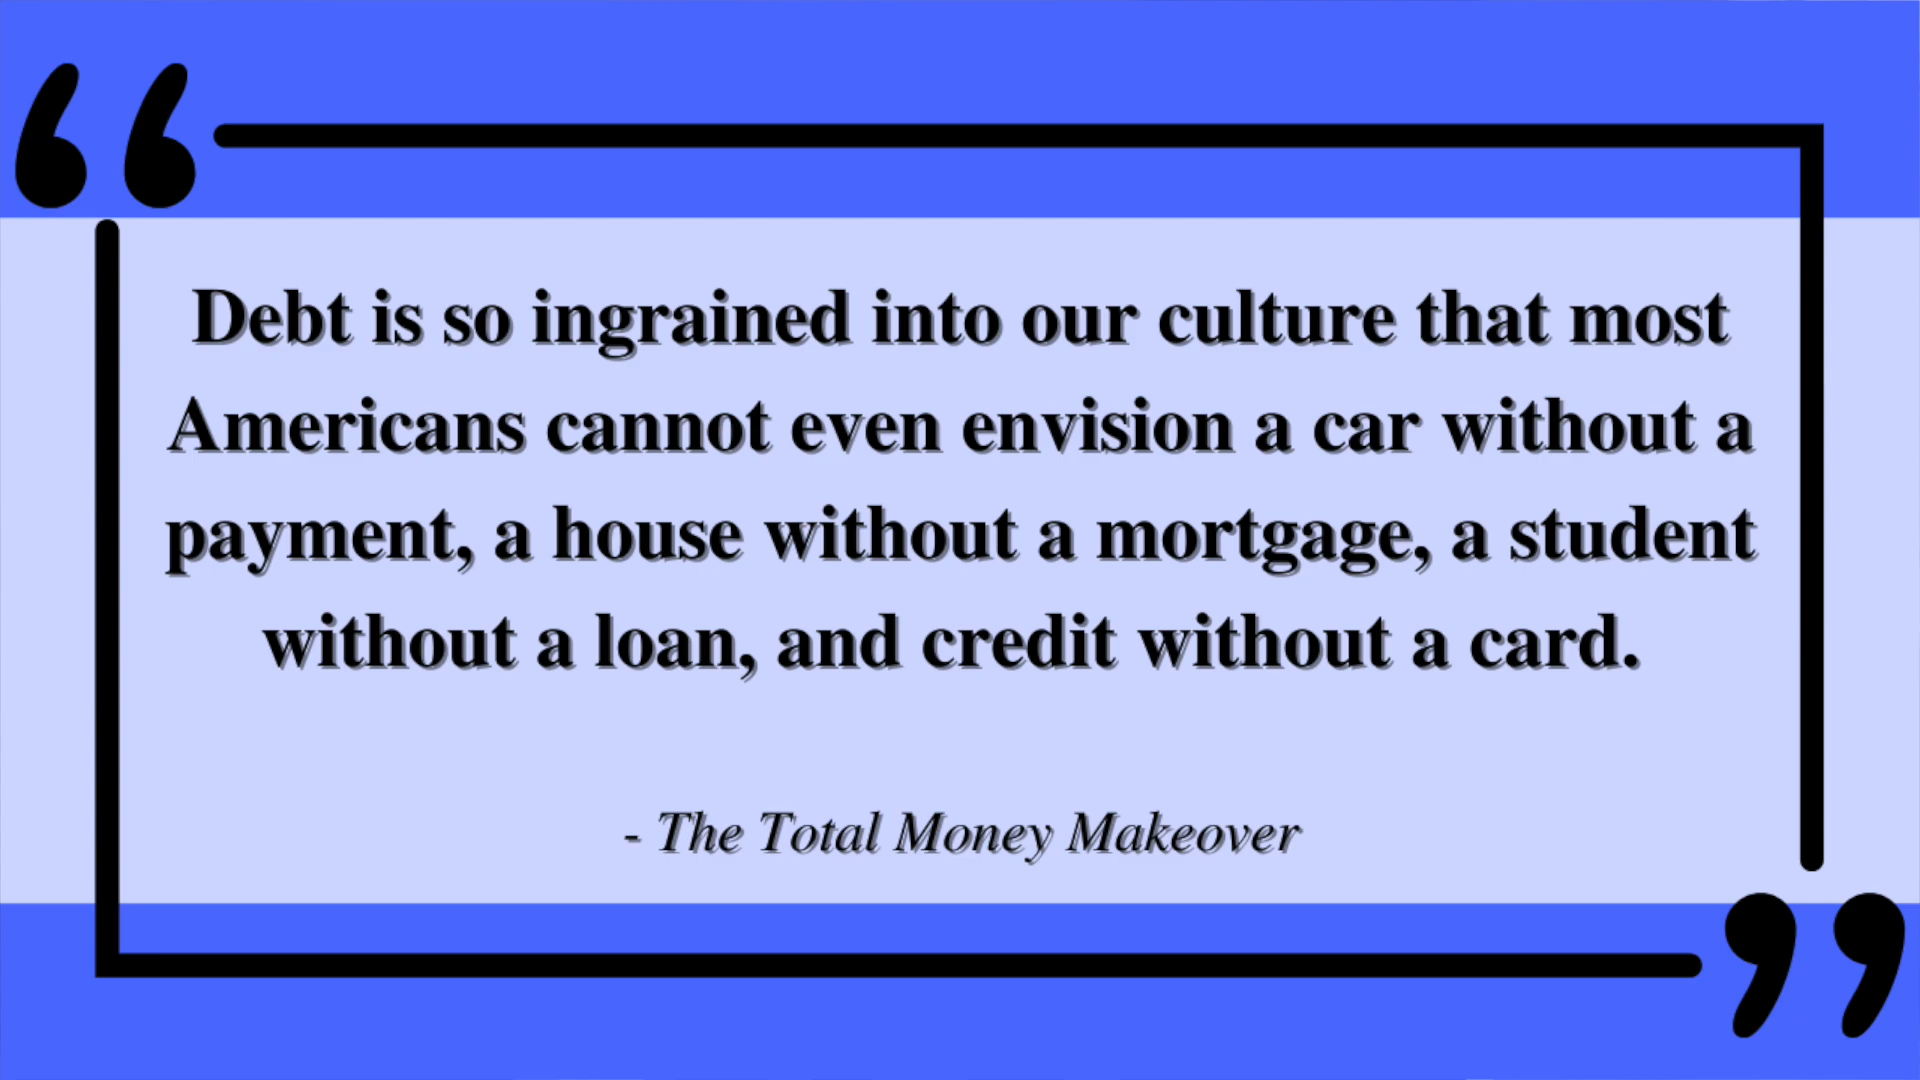 Debt is so ingrained into our culture that most
Americans cannot even envision a car without a
payment, a house without a mortgage, a student
without a loan, and credit without a card.
- The Total Money Makeover